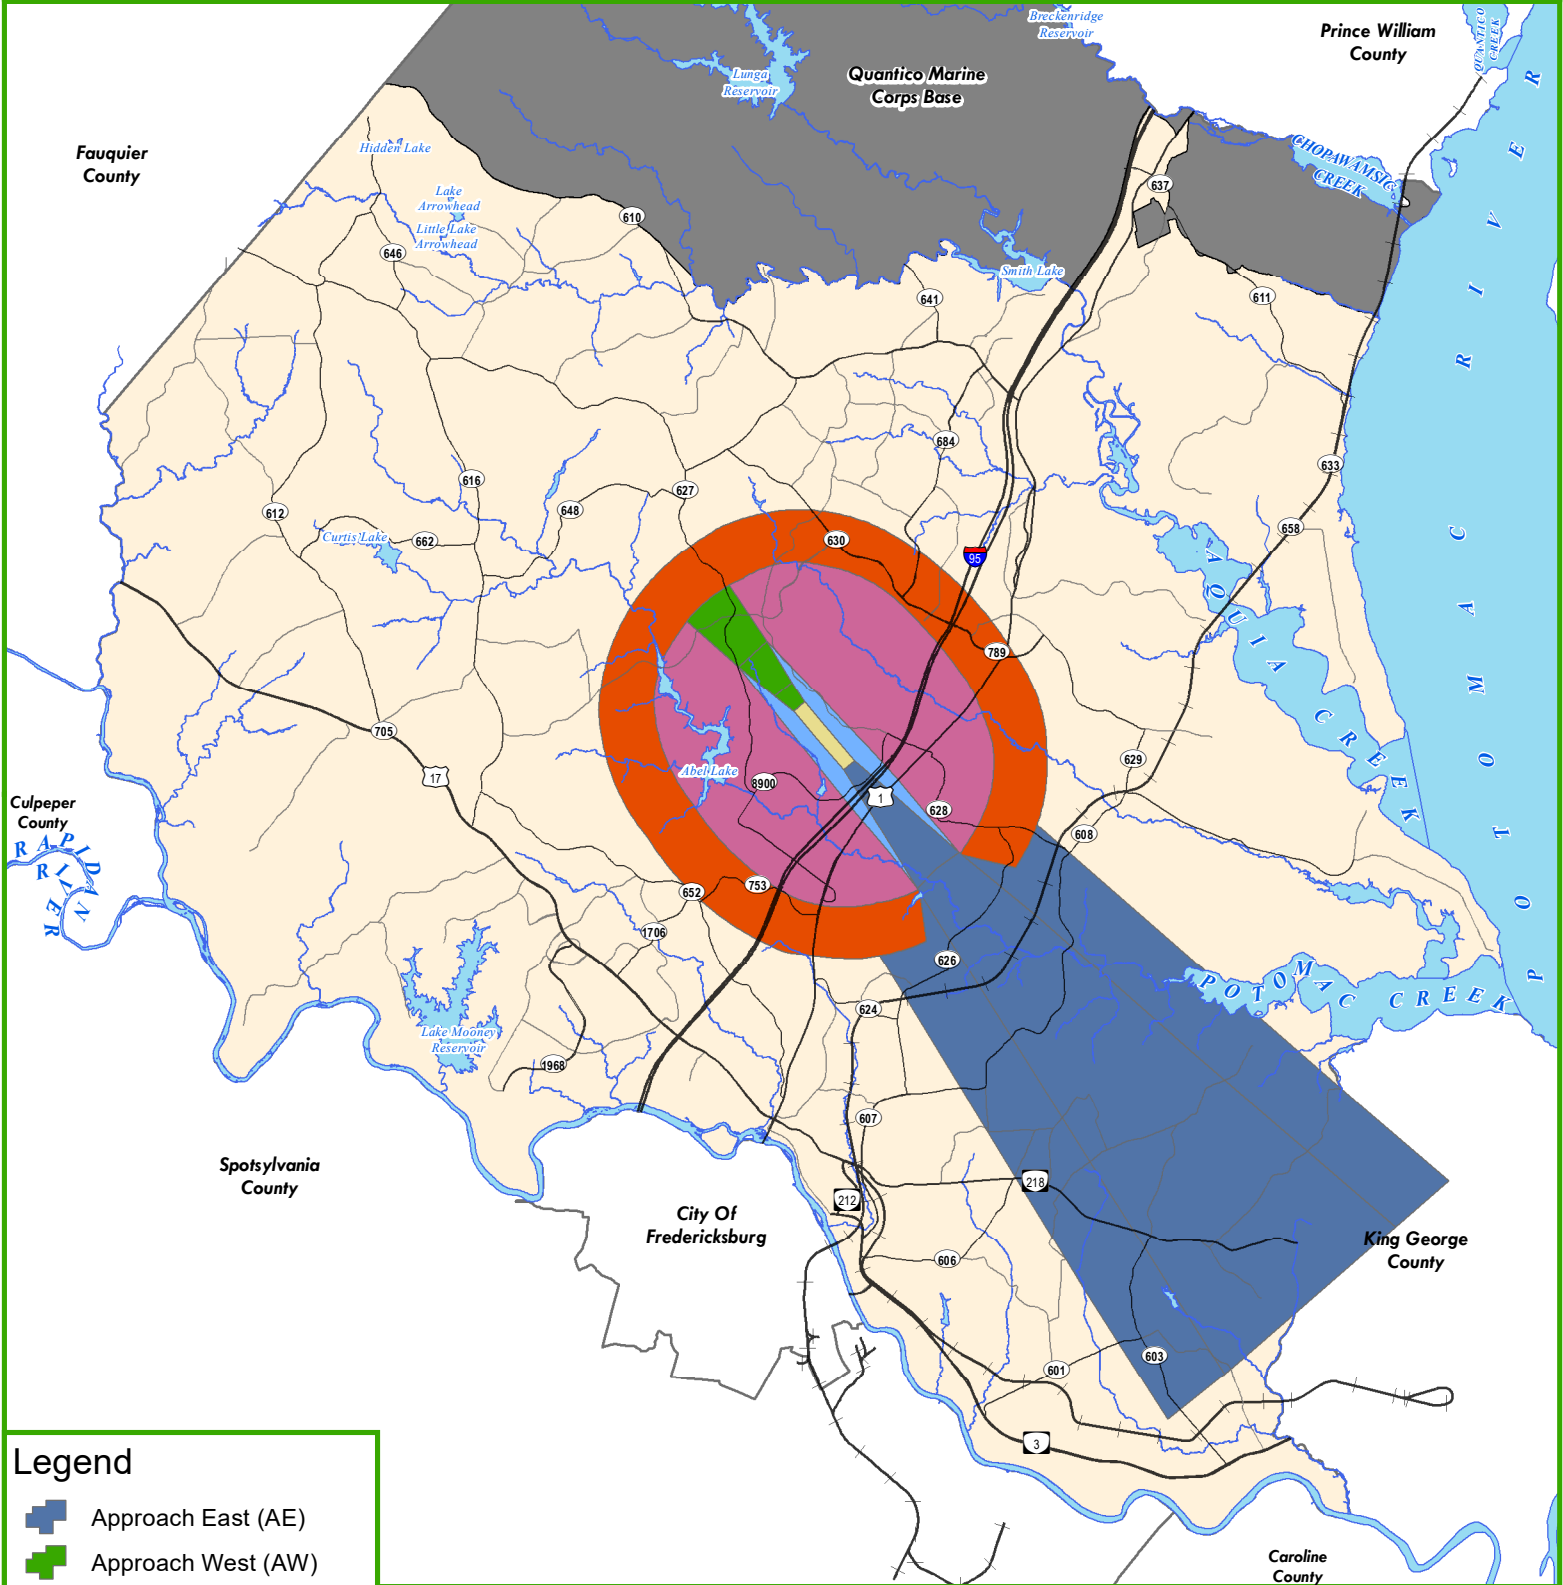 Breckenridge
Reservoir
QUANTICO
CREEK
Prince William
County
Lunga
Reservoir
Quantico Marine
Corps Base
Fauquier
County
Hidden Lake
CHOPAWAMSIC
CREEK
637
Lake
Arrowhead
610
Little Lake
Arrowhead
646
Smith Lake
641
611
684
633
616
627
612
648
658
Curtis Lake
662
630
95
AQUIA CREEK
POTOMAC RIVER
789
705
629
17
Abel Lake
8900
1
628
Culpeper
County
RAPIDAN
RIVER
608
652
753
1706
626
POTOMAC CREEK
624
Lake Mooney
Reservoir
1968
607
Spotsylvania
County
218
212
City Of
Fredericksburg
King George
County
606
601
603
3
Legend
Approach East (AE)
Approach West (AW)
Caroline
County